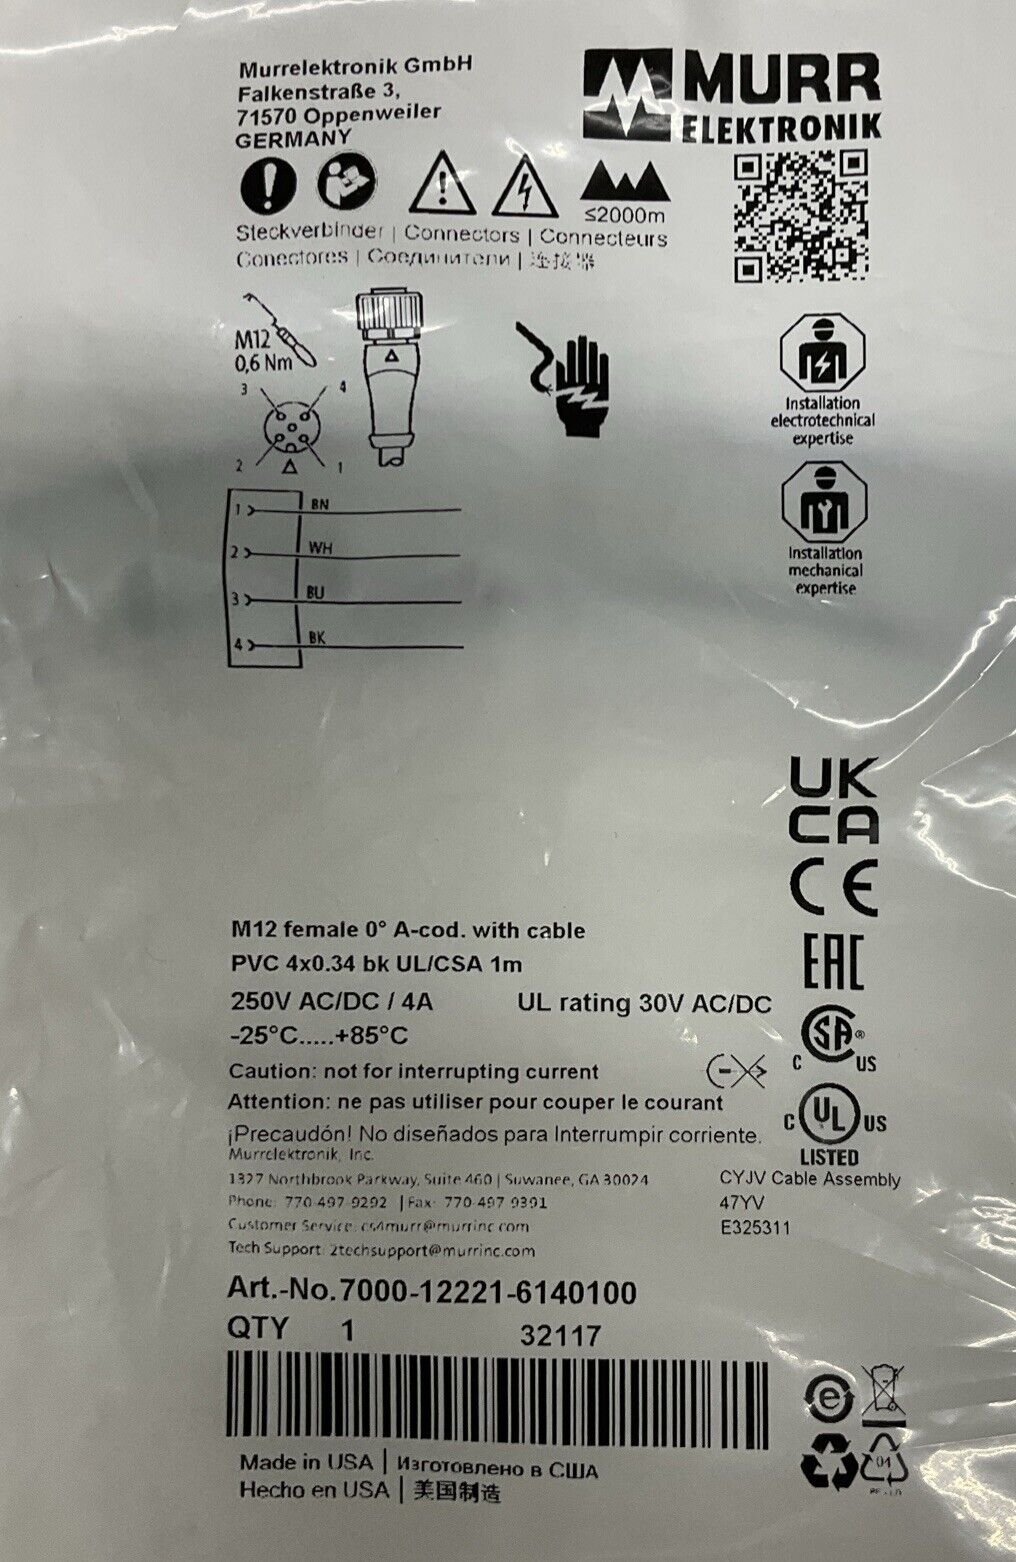 Murrelektronik GmbH
Falkenstraße 3,
71570 Oppenweiler
GERMANY
MURR
ELEKTRONIK
≤2000m
Steckverbinder | Connectors | Connecteurs
Conectores | Соединители | 连接器
M12
0,6 Nm
3 4
2 1
1 BN
2 WH
3 BU
4 BK
Installation
electrotechnical
expertise
Installation
mechanical
expertise
UK
CA
CE
EAC
M12 female 0° A-cod. with cable
PVC 4x0.34 bk UL/CSA 1m
250V AC/DC / 4A UL rating 30V AC/DC
-25°C.....+85°C
Caution: not for interrupting current
Attention: ne pas utiliser pour couper le courant
¡Precaudón! No diseñados para Interrumpir corriente.
C SA® US
C UL US
LISTED
Murrelektronik, Inc.
1327 Northbrook Parkway, Suite 460 | Suwanee, GA 30024
Phone: 770-497-9292 | Fax: 770-497-9391
Customer Service: cs4murr@murrinc.com
Tech Support: 2techsupport@murrinc.com
CYJV Cable Assembly
47YV
E325311
Art.-No.7000-12221-6140100
QTY 1 32117
Made in USA | Изготовлено в США
Hecho en USA | 美国制造
e
04